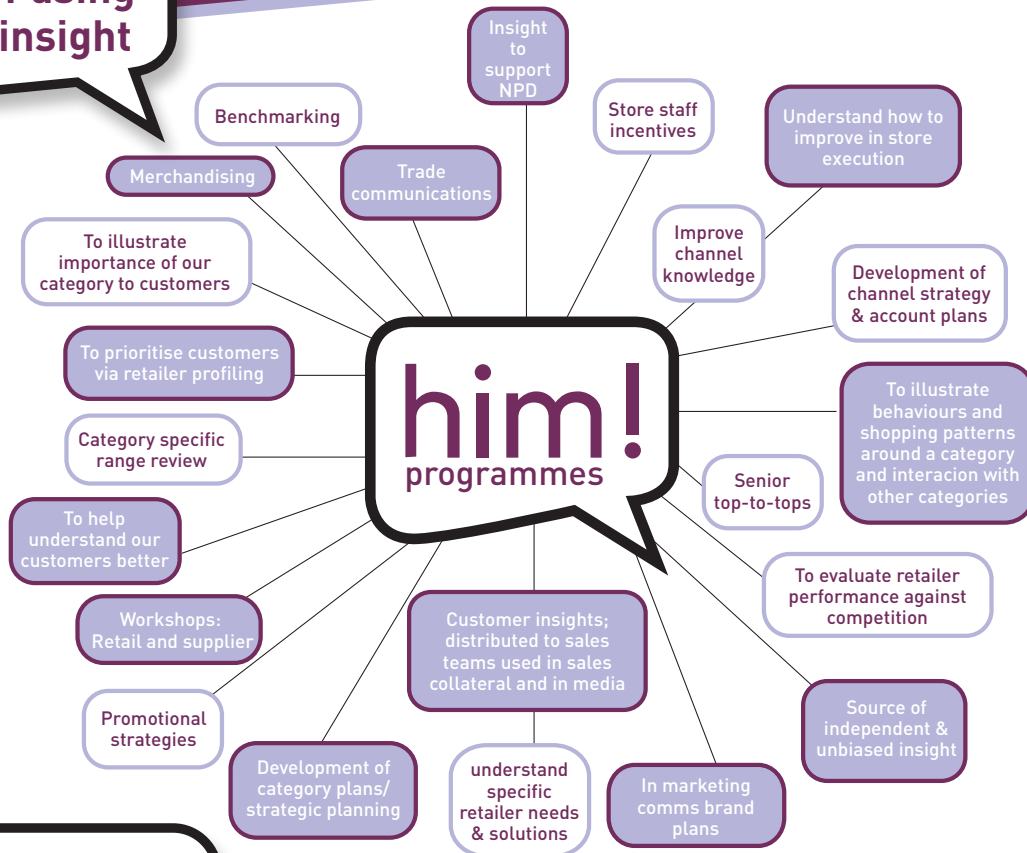 using
insight
Insight
to
support
NPD
Benchmarking
Store staff
incentives
Understand how to
improve in store
execution
Merchandising
Trade
communications
Improve
channel
knowledge
To illustrate
importance of our
category to customers
Development of
channel strategy
& account plans
To prioritise customers
via retailer profiling
him!
programmes
To illustrate
behaviours and
shopping patterns
around a category
and interacion with
other categories
Category specific
range review
Senior
top-to-tops
To help
understand our
customers better
To evaluate retailer
performance against
competition
Workshops:
Retail and supplier
Customer insights;
distributed to sales
teams used in sales
collateral and in media
Promotional
strategies
Source of
independent &
unbiased insight
Development of
category plans/
strategic planning
understand
specific
retailer needs
& solutions
In marketing
comms brand
plans